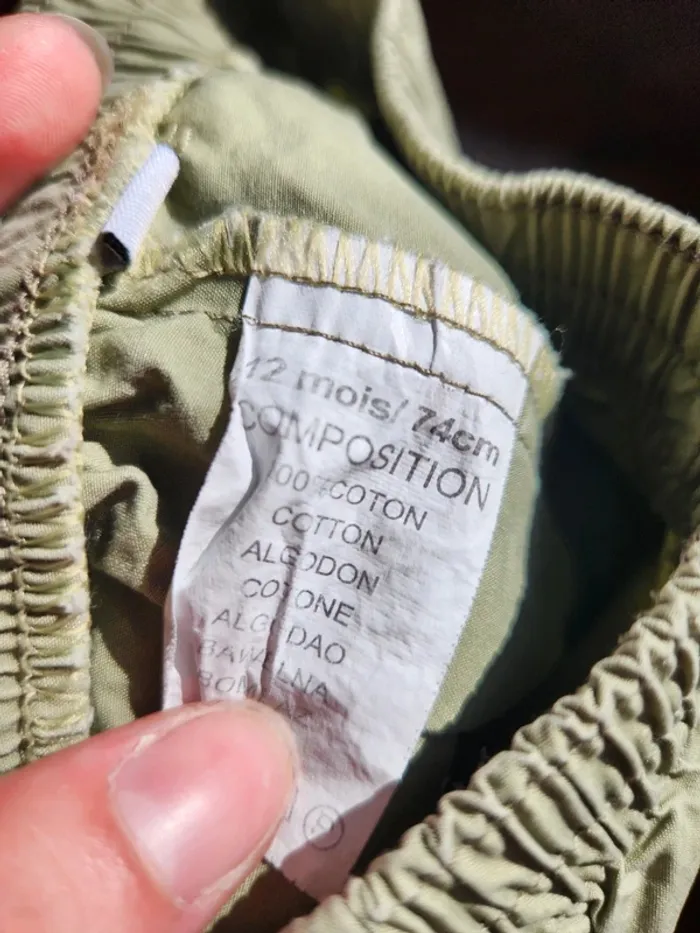 12 mois/ 74cm
COMPOSITION
100% COTON
COTTON
ALGODON
COTONE
ALGODAO
BAWELNA